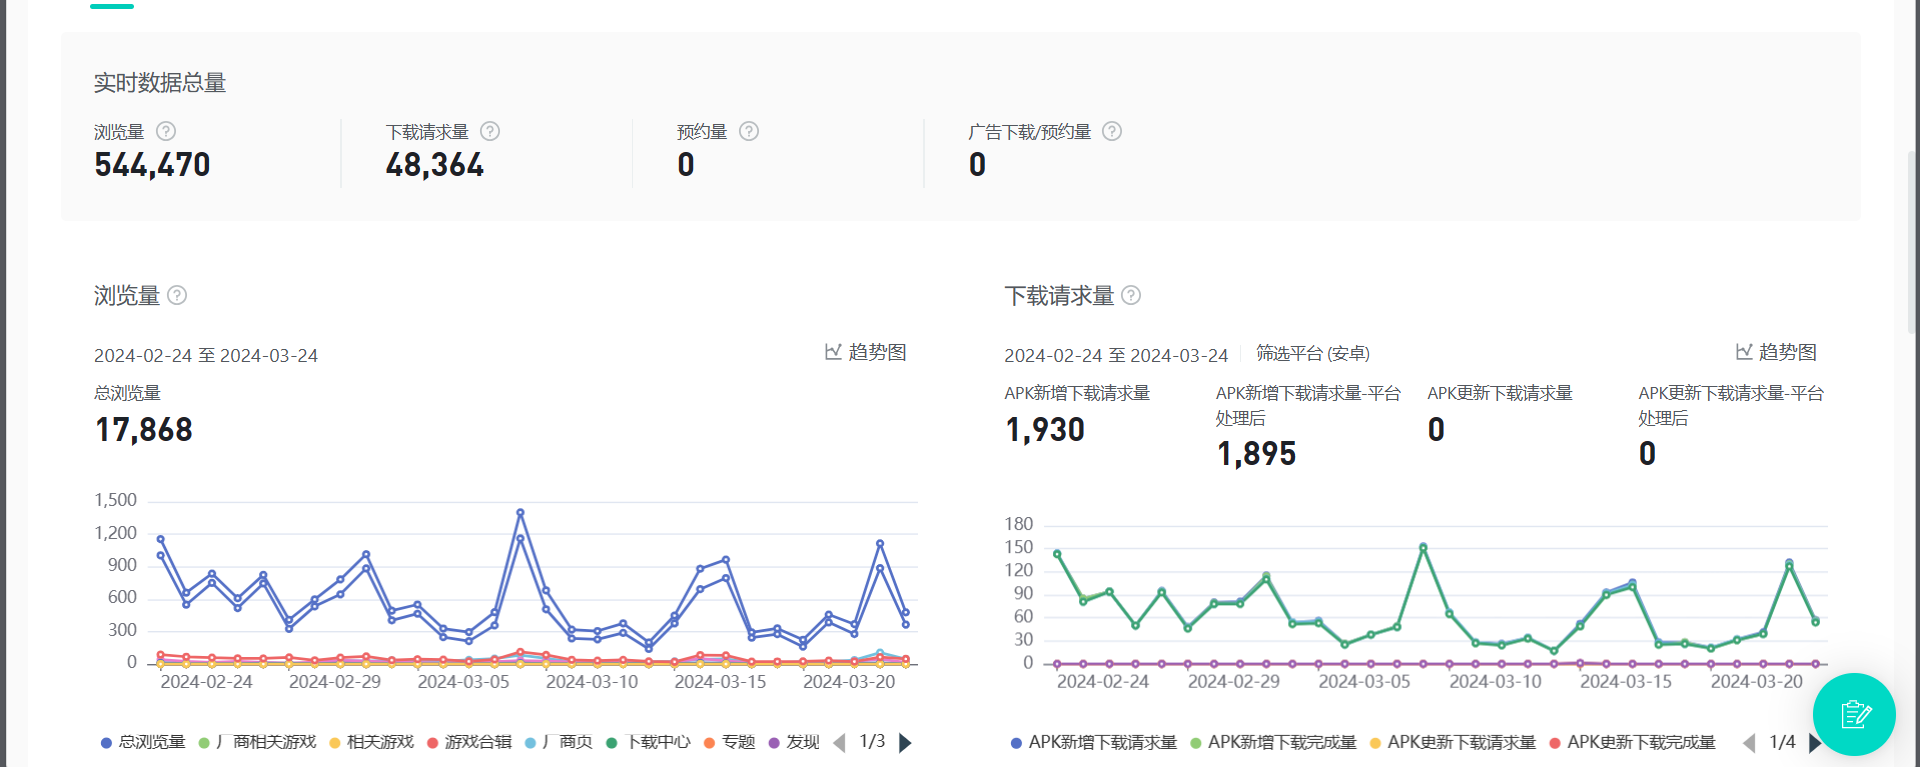 实时数据总量
浏览量 下载请求量 预约量 广告下载/预约量
544,470 48,364 0 0
浏览量
2024-02-24 至 2024-03-24 趋势图
总浏览量
17,868
1,500
1,200
900
600
300
0
2024-02-24 2024-02-29 2024-03-05 2024-03-10 2024-03-15 2024-03-20
总浏览量 厂商相关游戏 相关游戏 游戏合辑 厂商页 下载中心 专题 发现 1/3
下载请求量
2024-02-24 至 2024-03-24 筛选平台 (安卓) 趋势图
APK新增下载请求量
1,930
APK新增下载请求量-平台
处理后
1,895
APK更新下载请求量
0
APK更新下载请求量-平台
处理后
0
180
150
120
90
60
30
0
2024-02-24 2024-02-29 2024-03-05 2024-03-10 2024-03-15 2024-03-20
APK新增下载请求量 APK新增下载完成量 APK更新下载请求量 APK更新下载完成量 1/4